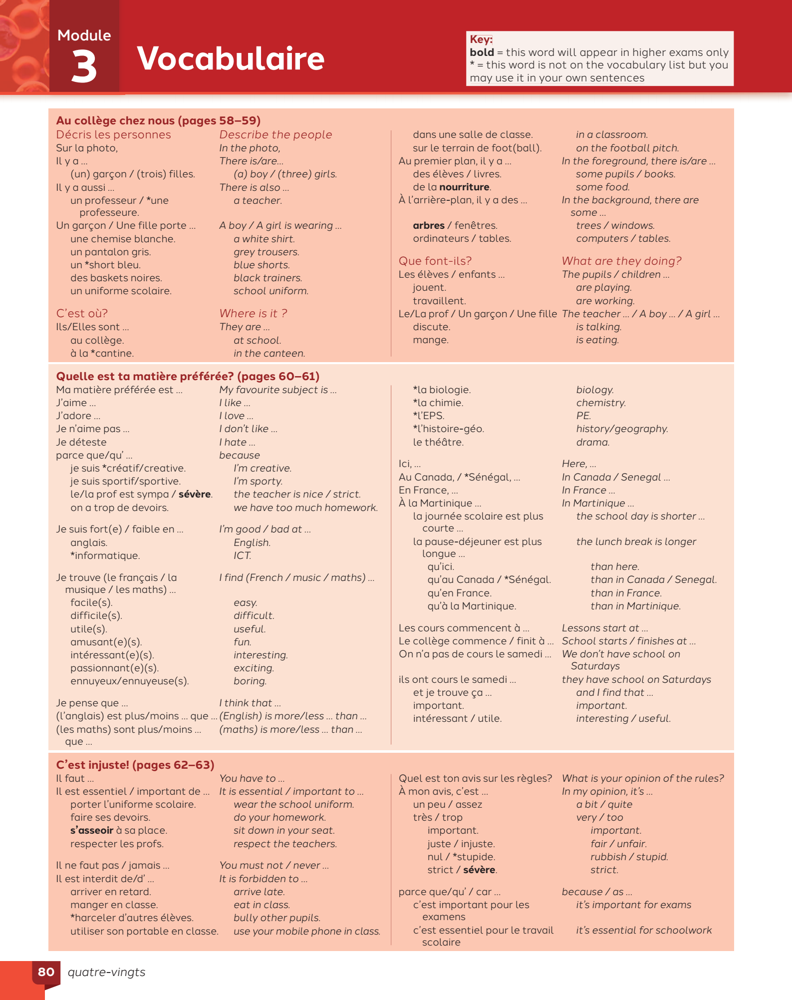 Module
3
Vocabulaire
Key:
bold = this word will appear in higher exams only
* = this word is not on the vocabulary list but you
may use it in your own sentences
Au collège chez nous (pages 58–59)
Décris les personnes Describe the people
Sur la photo, In the photo,
Il y a ... There is/are...
(un) garçon / (trois) filles. (a) boy / (three) girls.
Il y a aussi ... There is also ...
un professeur / *une a teacher.
professeure.
Un garçon / Une fille porte ... A boy / A girl is wearing ...
une chemise blanche. a white shirt.
un pantalon gris. grey trousers.
un *short bleu. blue shorts.
des baskets noires. black trainers.
un uniforme scolaire. school uniform.
C'est où? Where is it ?
Ils/Elles sont ... They are ...
au collège. at school.
à la *cantine. in the canteen.
dans une salle de classe. in a classroom.
sur le terrain de foot(ball). on the football pitch.
Au premier plan, il y a ... In the foreground, there is/are ...
des élèves / livres. some pupils / books.
de la nourriture. some food.
À l'arrière-plan, il y a des ... In the background, there are
some ...
arbres / fenêtres. trees / windows.
ordinateurs / tables. computers / tables.
Que font-ils? What are they doing?
Les élèves / enfants ... The pupils / children ...
jouent. are playing.
travaillent. are working.
Le/La prof / Un garçon / Une fille The teacher ... / A boy ... / A girl ...
discute. is talking.
mange. is eating.
Quelle est ta matière préférée? (pages 60–61)
Ma matière préférée est ... My favourite subject is ...
J'aime ... I like ...
J'adore ... I love ...
Je n'aime pas ... I don't like ...
Je déteste I hate ...
parce que/qu' ... because
je suis *créatif/creative. I'm creative.
je suis sportif/sportive. I'm sporty.
le/la prof est sympa / sévère. the teacher is nice / strict.
on a trop de devoirs. we have too much homework.
Je suis fort(e) / faible en ... I'm good / bad at ...
anglais. English.
*informatique. ICT.
Je trouve (le français / la I find (French / music / maths) ...
musique / les maths) ...
facile(s). easy.
difficile(s). difficult.
utile(s). useful.
amusant(e)(s). fun.
intéressant(e)(s). interesting.
passionnant(e)(s). exciting.
ennuyeux/ennuyeuse(s). boring.
Je pense que ... I think that ...
(l'anglais) est plus/moins ... que ... (English) is more/less ... than ...
(les maths) sont plus/moins ... (maths) is more/less ... than ...
que ...
*la biologie. biology.
*la chimie. chemistry.
*l'EPS. PE.
*l'histoire-géo. history/geography.
le théâtre. drama.
Ici, ... Here, ...
Au Canada, / *Sénégal, ... In Canada / Senegal ...
En France, ... In France ...
À la Martinique ... In Martinique ...
la journée scolaire est plus the school day is shorter ...
courte ...
la pause-déjeuner est plus the lunch break is longer
longue ...
qu'ici. than here.
qu'au Canada / *Sénégal. than in Canada / Senegal.
qu'en France. than in France.
qu'à la Martinique. than in Martinique.
Les cours commencent à ... Lessons start at ...
Le collège commence / finit à ... School starts / finishes at ...
On n'a pas de cours le samedi ... We don't have school on
Saturdays
ils ont cours le samedi ... they have school on Saturdays
et je trouve ça ... and I find that ...
important. important.
intéressant / utile. interesting / useful.
C'est injuste! (pages 62–63)
Il faut ... You have to ...
Il est essentiel / important de ... It is essential / important to ...
porter l'uniforme scolaire. wear the school uniform.
faire ses devoirs. do your homework.
s'asseoir à sa place. sit down in your seat.
respecter les profs. respect the teachers.
Il ne faut pas / jamais ... You must not / never ...
Il est interdit de/d' ... It is forbidden to ...
arriver en retard. arrive late.
manger en classe. eat in class.
*harceler d'autres élèves. bully other pupils.
utiliser son portable en classe. use your mobile phone in class.
Quel est ton avis sur les règles? What is your opinion of the rules?
À mon avis, c'est ... In my opinion, it's ...
un peu / assez a bit / quite
très / trop very / too
important. important.
juste / injuste. fair / unfair.
nul / *stupide. rubbish / stupid.
strict / sévère. strict.
parce que/qu' / car ... because / as ...
c'est important pour les it's important for exams
examens
c'est essentiel pour le travail it's essential for schoolwork
scolaire
80 quatre-vingts